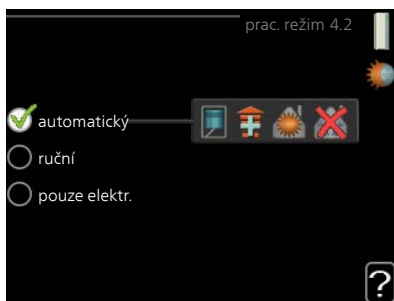 prac. režim 4.2
automatický
ruční
pouze elektr.
?